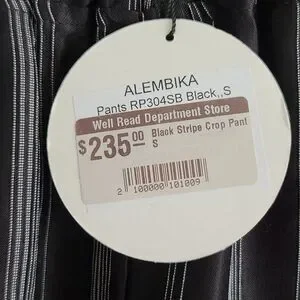 ALEMBIKA
Pants RP304SB Black,,S
Well Read Department Store
$235.00 Black Stripe Crop Pant
S
2 100000 101809